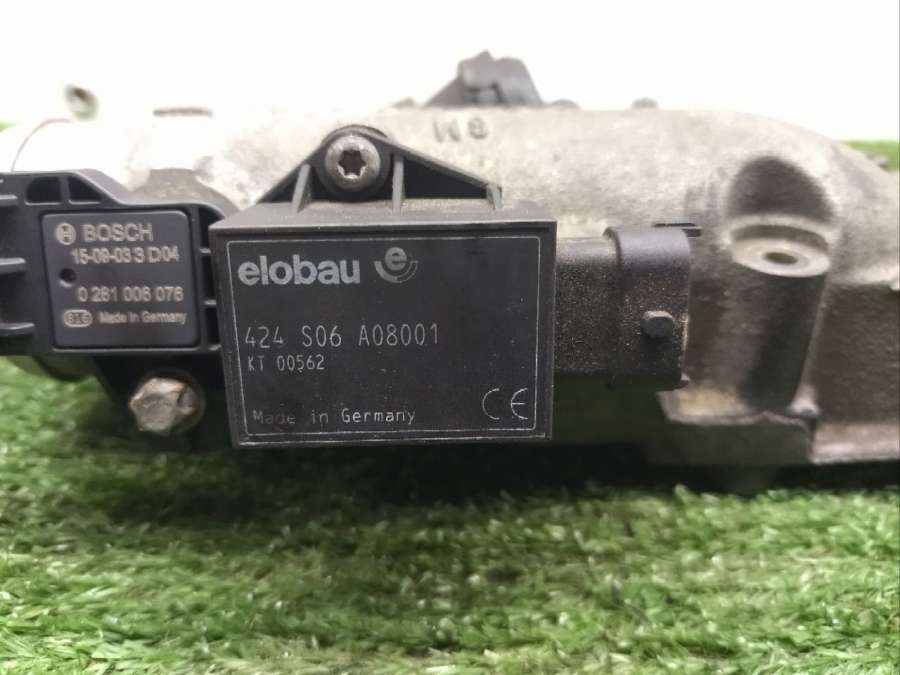 BOSCH
15-09-03 3 D04
0 261 006 076
816 Made in Germany
elobau e
424 S06 A08001
KT 00562
Made in Germany
CE